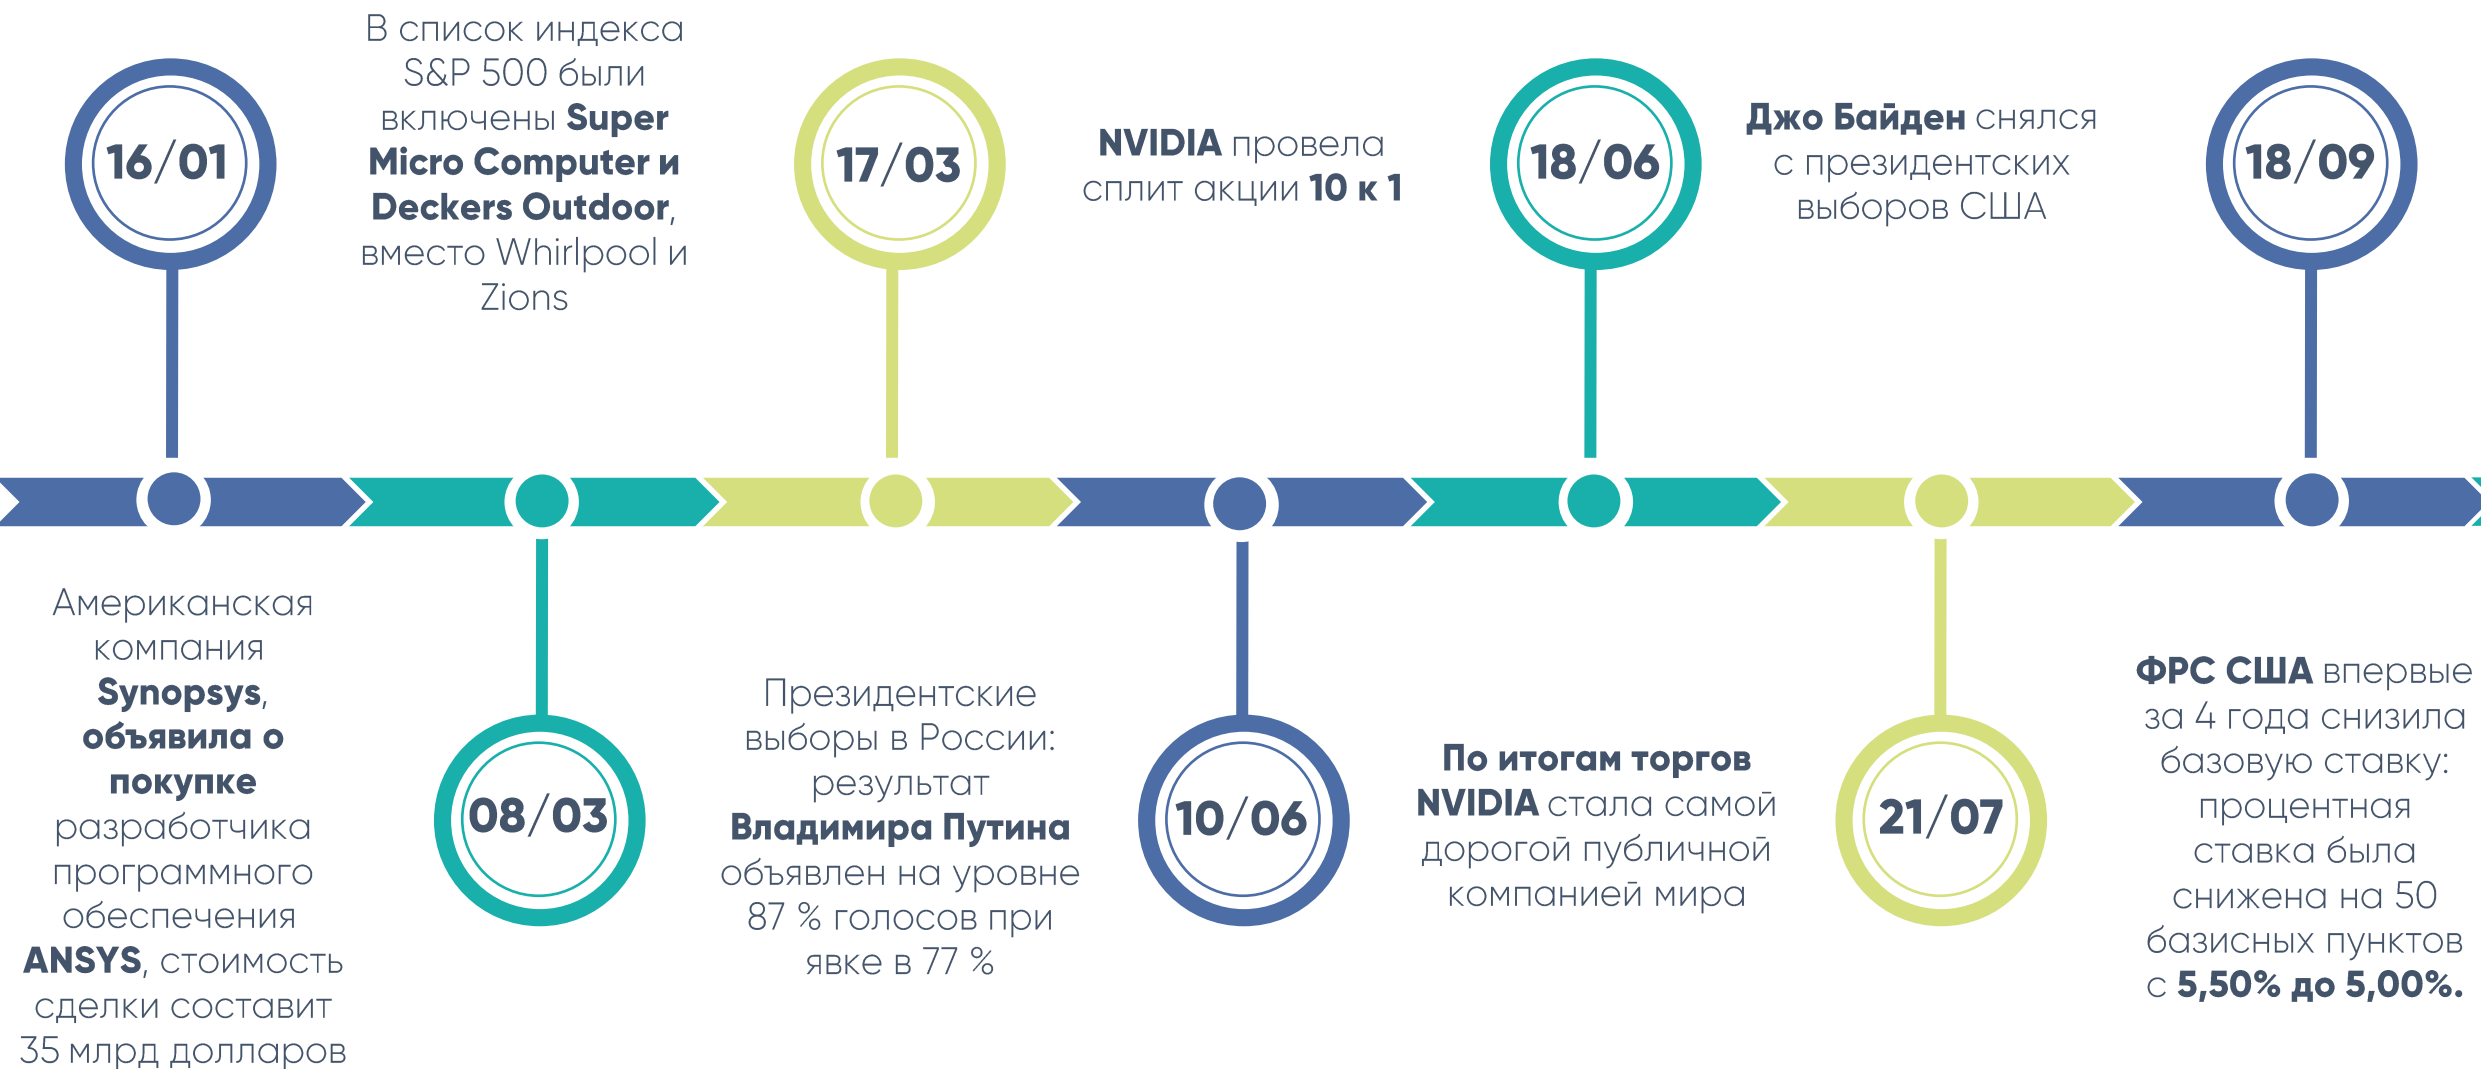 16/01
Американская
компания
Synopsys,
объявила о
покупке
разработчика
программного
обеспечения
ANSYS, стоимость
сделки составит
35 млрд долларов
В список индекса
S&P 500 были
включены Super
Micro Computer и
Deckers Outdoor,
вместо Whirlpool и
Zions
08/03
17/03
Президентские
выборы в России:
результат
Владимира Путина
объявлен на уровне
87 % голосов при
явке в 77 %
NVIDIA провела
сплит акции 10 к 1
10/06
18/06
По итогам торгов
NVIDIA стала самой
дорогой публичной
компанией мира
Джо Байден снялся
с президентских
выборов США
21/07
18/09
ФРС США впервые
за 4 года снизила
базовую ставку:
процентная
ставка была
снижена на 50
базисных пунктов
с 5,50% до 5,00%.